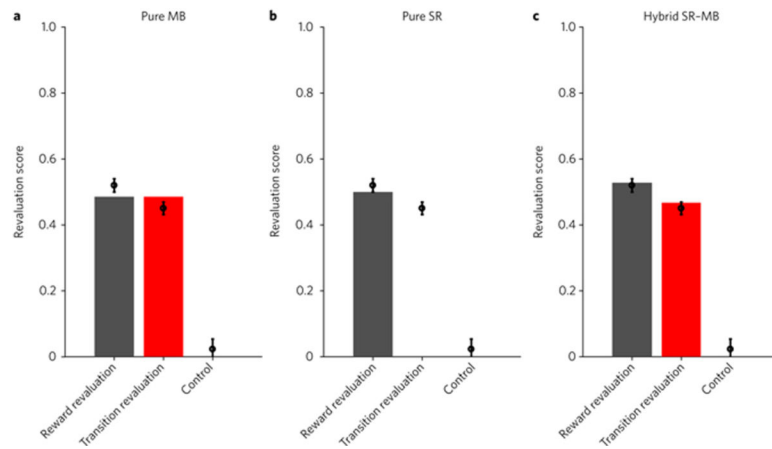 a Pure MB
1.0
0.8
0.6
0.4
0.2
0
Revaluation score
Reward revaluation
Transition revaluation
Control
b Pure SR
1.0
0.8
0.6
0.4
0.2
0
Revaluation score
Reward revaluation
Transition revaluation
Control
c Hybrid SR–MB
1.0
0.8
0.6
0.4
0.2
0
Revaluation score
Reward revaluation
Transition revaluation
Control